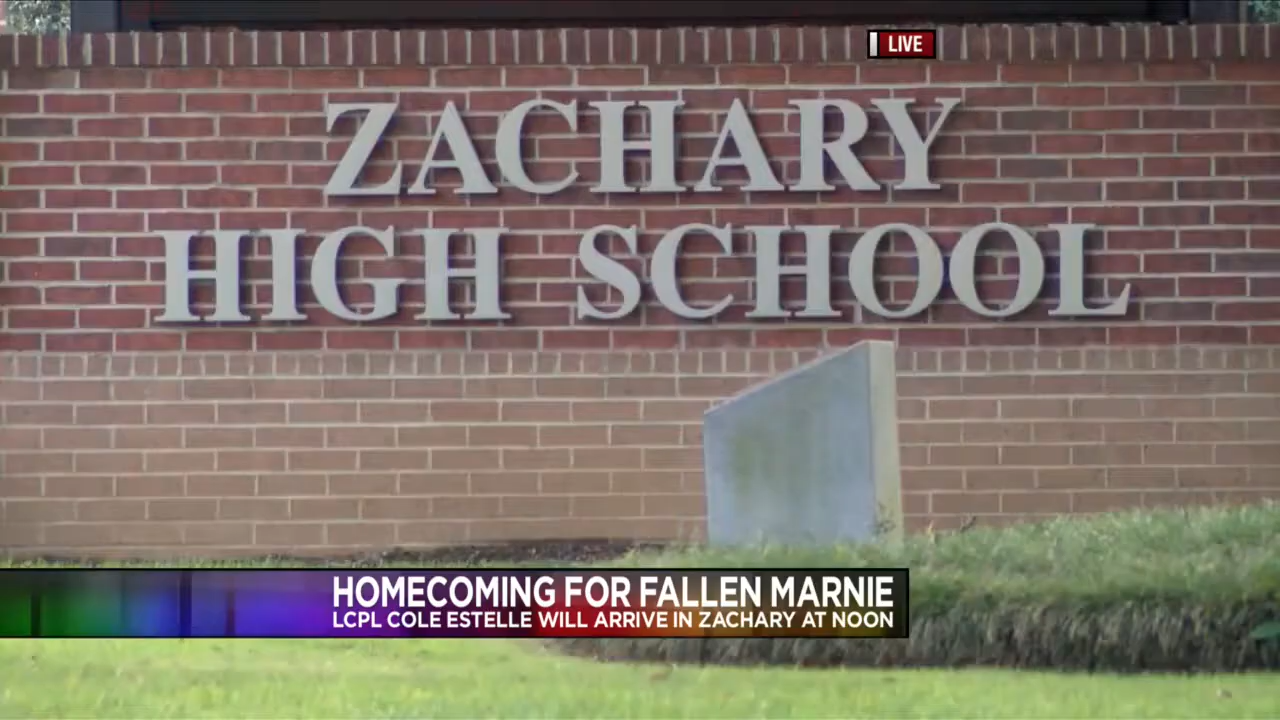 LIVE
ZACHARY
HIGH SCHOOL
HOMECOMING FOR FALLEN MARNIE
LCPL COLE ESTELLE WILL ARRIVE IN ZACHARY AT NOON